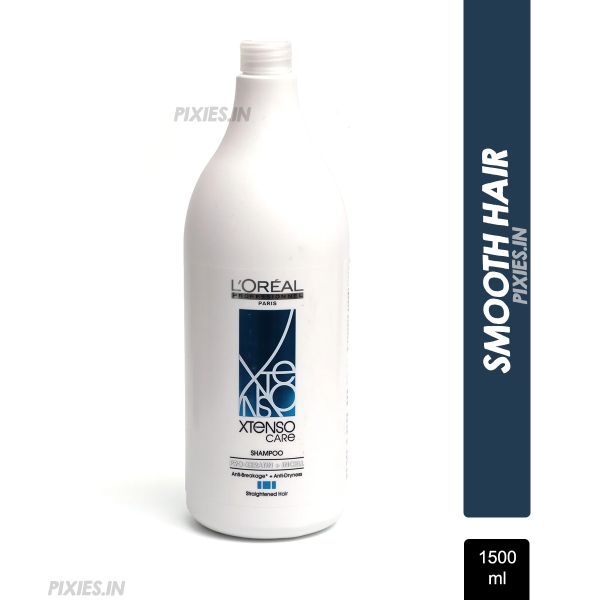 PIXIES.IN
L'ORÉAL
PROFESSIONNEL
PARIS
XTENSO
XTENSO
CARE
SHAMPOO
PRO-KERATIN + INCELL
Anti-Breakage* + Anti-Dryness
Straightened Hair
SMOOTH HAIR
PIXIES.IN
1500
ml
PIXIES.IN